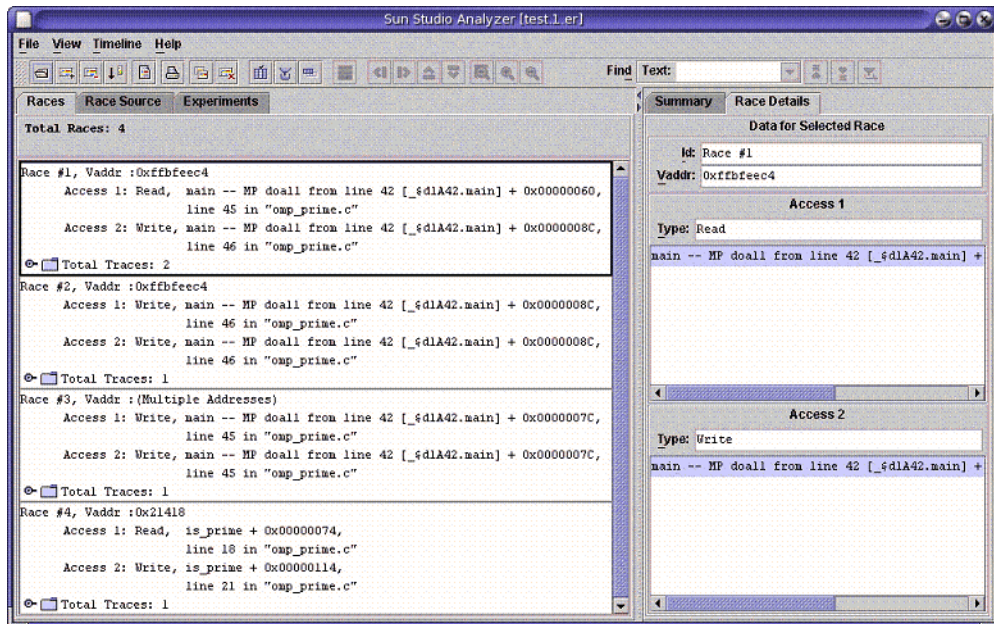 Sun Studio Analyzer [test.1.er]
File View Timeline Help
Find Text:
Races Race Source Experiments
Total Races: 4
Race #1, Vaddr :0xffbfeec4
Access 1: Read, main -- MP doall from line 42 [_$d1A42.main] + 0x00000060,
line 45 in "omp_prime.c"
Access 2: Write, main -- MP doall from line 42 [_$d1A42.main] + 0x0000008C,
line 46 in "omp_prime.c"
Total Traces: 2
Race #2, Vaddr :0xffbfeec4
Access 1: Write, main -- MP doall from line 42 [_$d1A42.main] + 0x0000008C,
line 46 in "omp_prime.c"
Access 2: Write, main -- MP doall from line 42 [_$d1A42.main] + 0x0000008C,
line 46 in "omp_prime.c"
Total Traces: 1
Race #3, Vaddr :(Multiple Addresses)
Access 1: Write, main -- MP doall from line 42 [_$d1A42.main] + 0x0000007C,
line 45 in "omp_prime.c"
Access 2: Write, main -- MP doall from line 42 [_$d1A42.main] + 0x0000007C,
line 45 in "omp_prime.c"
Total Traces: 1
Race #4, Vaddr :0x21418
Access 1: Read, is_prime + 0x00000074,
line 18 in "omp_prime.c"
Access 2: Write, is_prime + 0x00000114,
line 21 in "omp_prime.c"
Total Traces: 1
Summary Race Details
Data for Selected Race
Id: Race #1
Vaddr: 0xffbfeec4
Access 1
Type: Read
main -- MP doall from line 42 [_$d1A42.main] +
Access 2
Type: Write
main -- MP doall from line 42 [_$d1A42.main] +